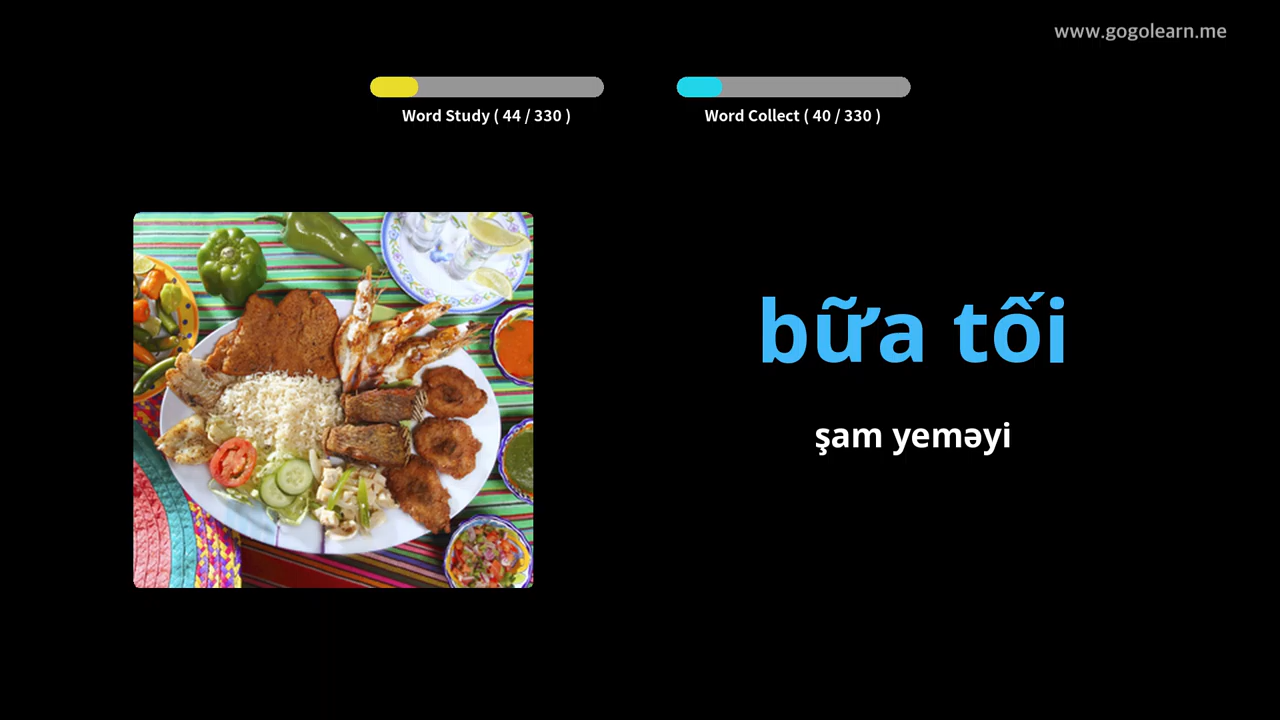 www.gogolearn.me
Word Study ( 44 / 330 )
Word Collect ( 40 / 330 )
bữa tối
şam yeməyi